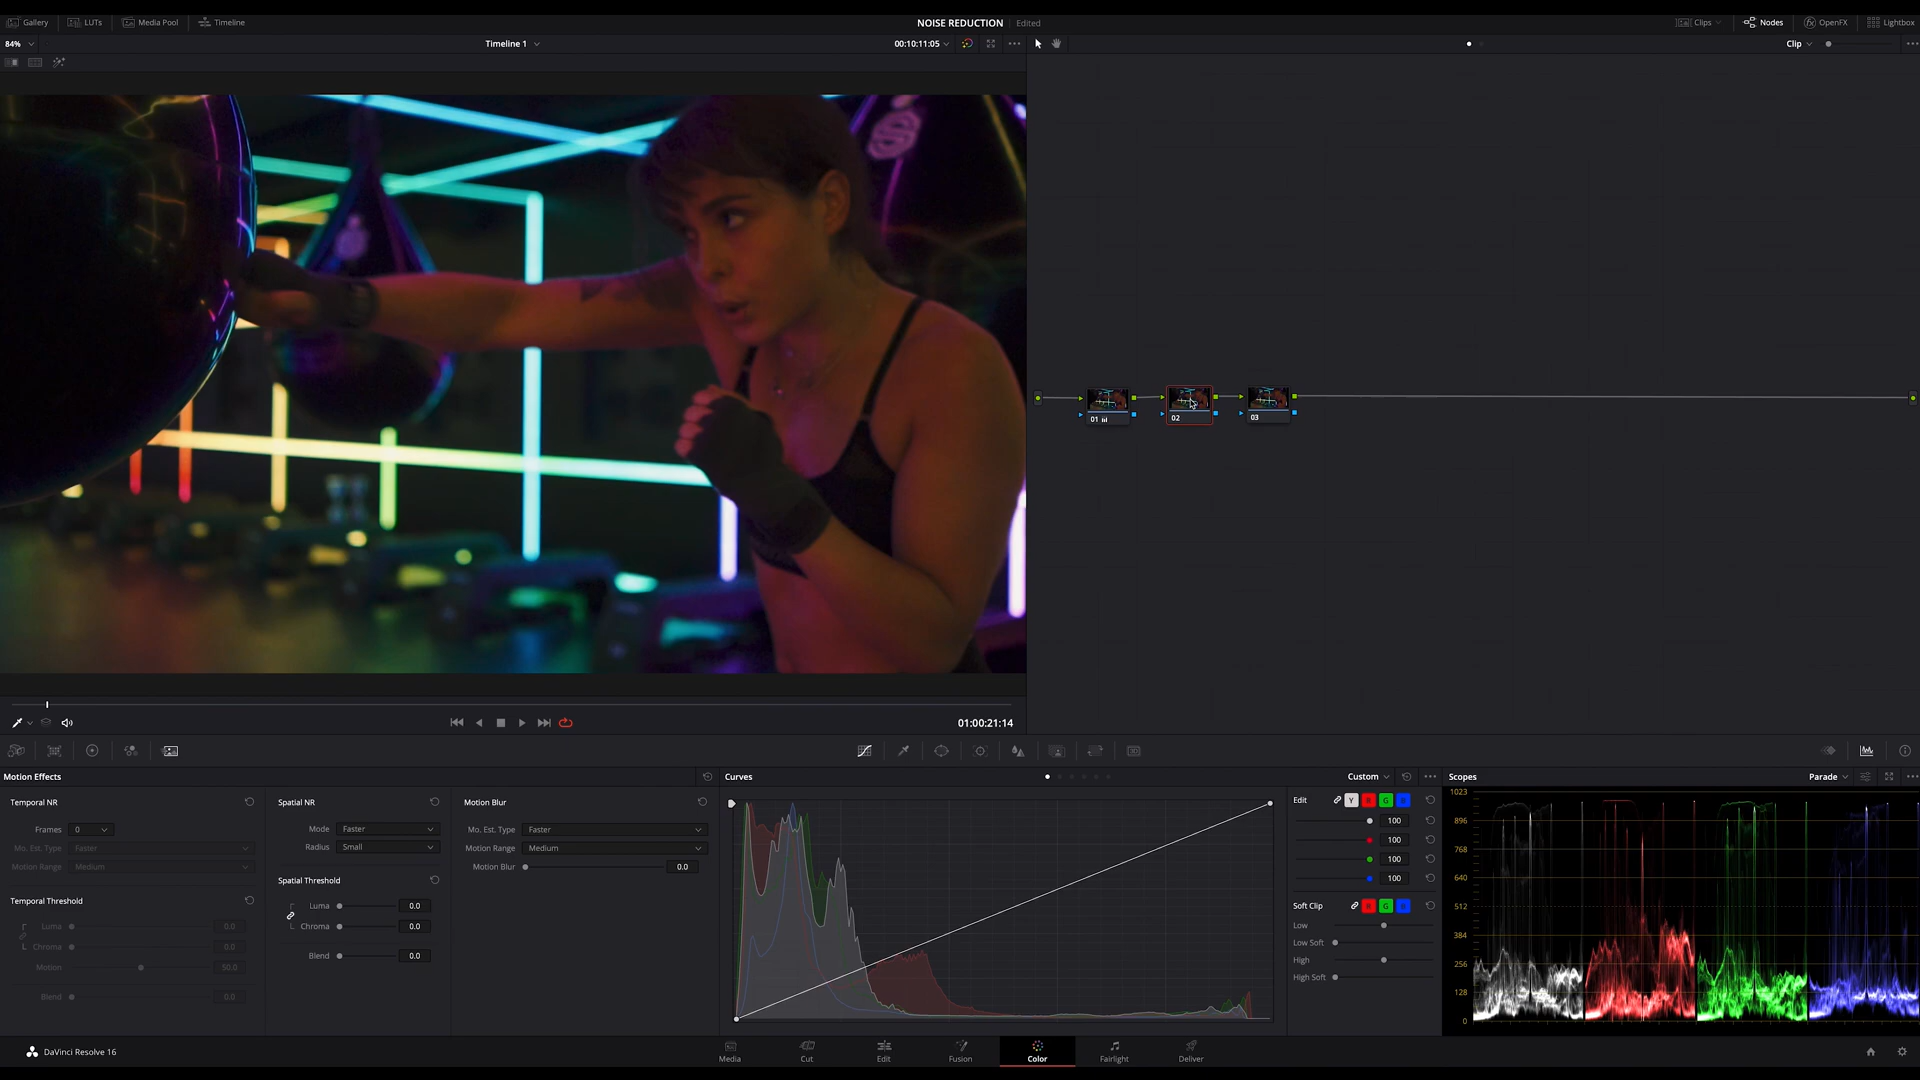 Gallery LUTs Media Pool Timeline NOISE REDUCTION Edited Clips Nodes OpenFX Lightbox
84% Timeline 1 00:10:11:05 Clip
01 02 03
01:00:21:14
Motion Effects
Temporal NR
Frames 0
Mo. Est. Type Faster
Motion Range Medium
Temporal Threshold
Luma 0.0
Chroma 0.0
Motion 50.0
Blend 0.0
Spatial NR
Mode Faster
Radius Small
Spatial Threshold
Luma 0.0
Chroma 0.0
Blend 0.0
Motion Blur
Mo. Est. Type Faster
Motion Range Medium
Motion Blur 0.0
Curves Custom
Edit Y R G B
100
100
100
100
Soft Clip R G B
Low
Low Soft
High
High Soft
Scopes Parade
1023
896
768
640
512
384
256
128
0
DaVinci Resolve 16 Media Cut Edit Fusion Color Fairlight Deliver